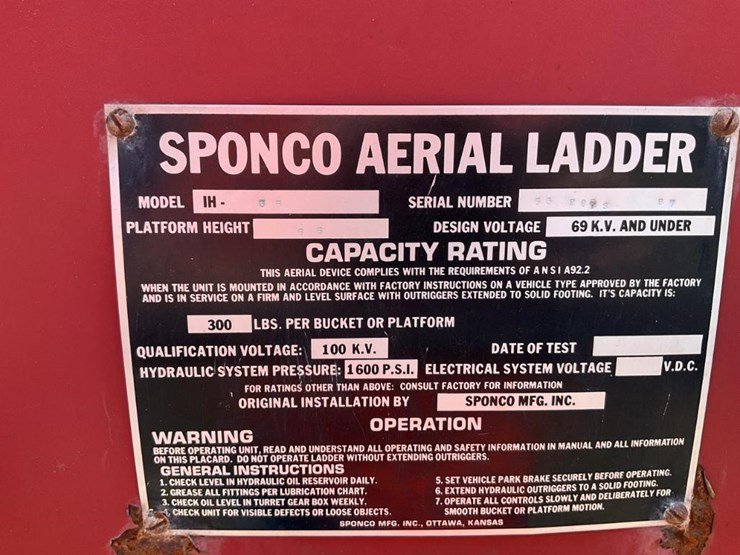 SPONCO AERIAL LADDER
MODEL IH - SERIAL NUMBER
PLATFORM HEIGHT DESIGN VOLTAGE 69 K.V. AND UNDER
CAPACITY RATING
THIS AERIAL DEVICE COMPLIES WITH THE REQUIREMENTS OF A N S I A92.2
WHEN THE UNIT IS MOUNTED IN ACCORDANCE WITH FACTORY INSTRUCTIONS ON A VEHICLE TYPE APPROVED BY THE FACTORY
AND IS IN SERVICE ON A FIRM AND LEVEL SURFACE WITH OUTRIGGERS EXTENDED TO SOLID FOOTING. IT'S CAPACITY IS:
300 LBS. PER BUCKET OR PLATFORM
QUALIFICATION VOLTAGE: 100 K.V. DATE OF TEST
HYDRAULIC SYSTEM PRESSURE: 1600 P.S.I. ELECTRICAL SYSTEM VOLTAGE V.D.C.
FOR RATINGS OTHER THAN ABOVE: CONSULT FACTORY FOR INFORMATION
ORIGINAL INSTALLATION BY SPONCO MFG. INC.
OPERATION
WARNING
BEFORE OPERATING UNIT, READ AND UNDERSTAND ALL OPERATING AND SAFETY INFORMATION IN MANUAL AND ALL INFORMATION
ON THIS PLACARD. DO NOT OPERATE LADDER WITHOUT EXTENDING OUTRIGGERS.
GENERAL INSTRUCTIONS
1. CHECK LEVEL IN HYDRAULIC OIL RESERVOIR DAILY.
2. GREASE ALL FITTINGS PER LUBRICATION CHART.
3. CHECK OIL LEVEL IN TURRET GEAR BOX WEEKLY.
CHECK UNIT FOR VISIBLE DEFECTS OR LOOSE OBJECTS.
5. SET VEHICLE PARK BRAKE SECURELY BEFORE OPERATING.
6. EXTEND HYDRAULIC OUTRIGGERS TO A SOLID FOOTING.
7. OPERATE ALL CONTROLS SLOWLY AND DELIBERATELY FOR
SMOOTH BUCKET OR PLATFORM MOTION.
SPONCO MFG. INC., OTTAWA, KANSAS